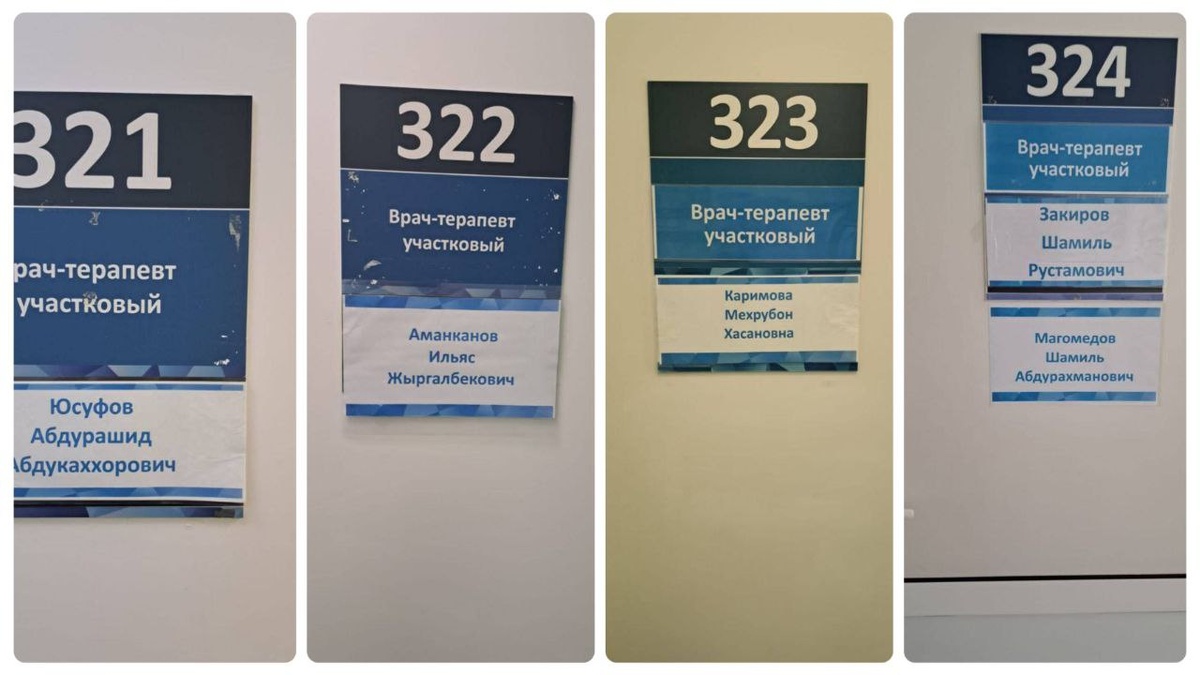 321
рач-терапевт
участковый
Юсуфов
Абдурашид
Абдукаххорович
322
Врач-терапевт
участковый
Аманканов
Ильяс
Жыргалбекович
323
Врач-терапевт
участковый
Каримова
Мехрубон
Хасановна
324
Врач-терапевт
участковый
Закиров
Шамиль
Рустамович
Магомедов
Шамиль
Абдурахманович